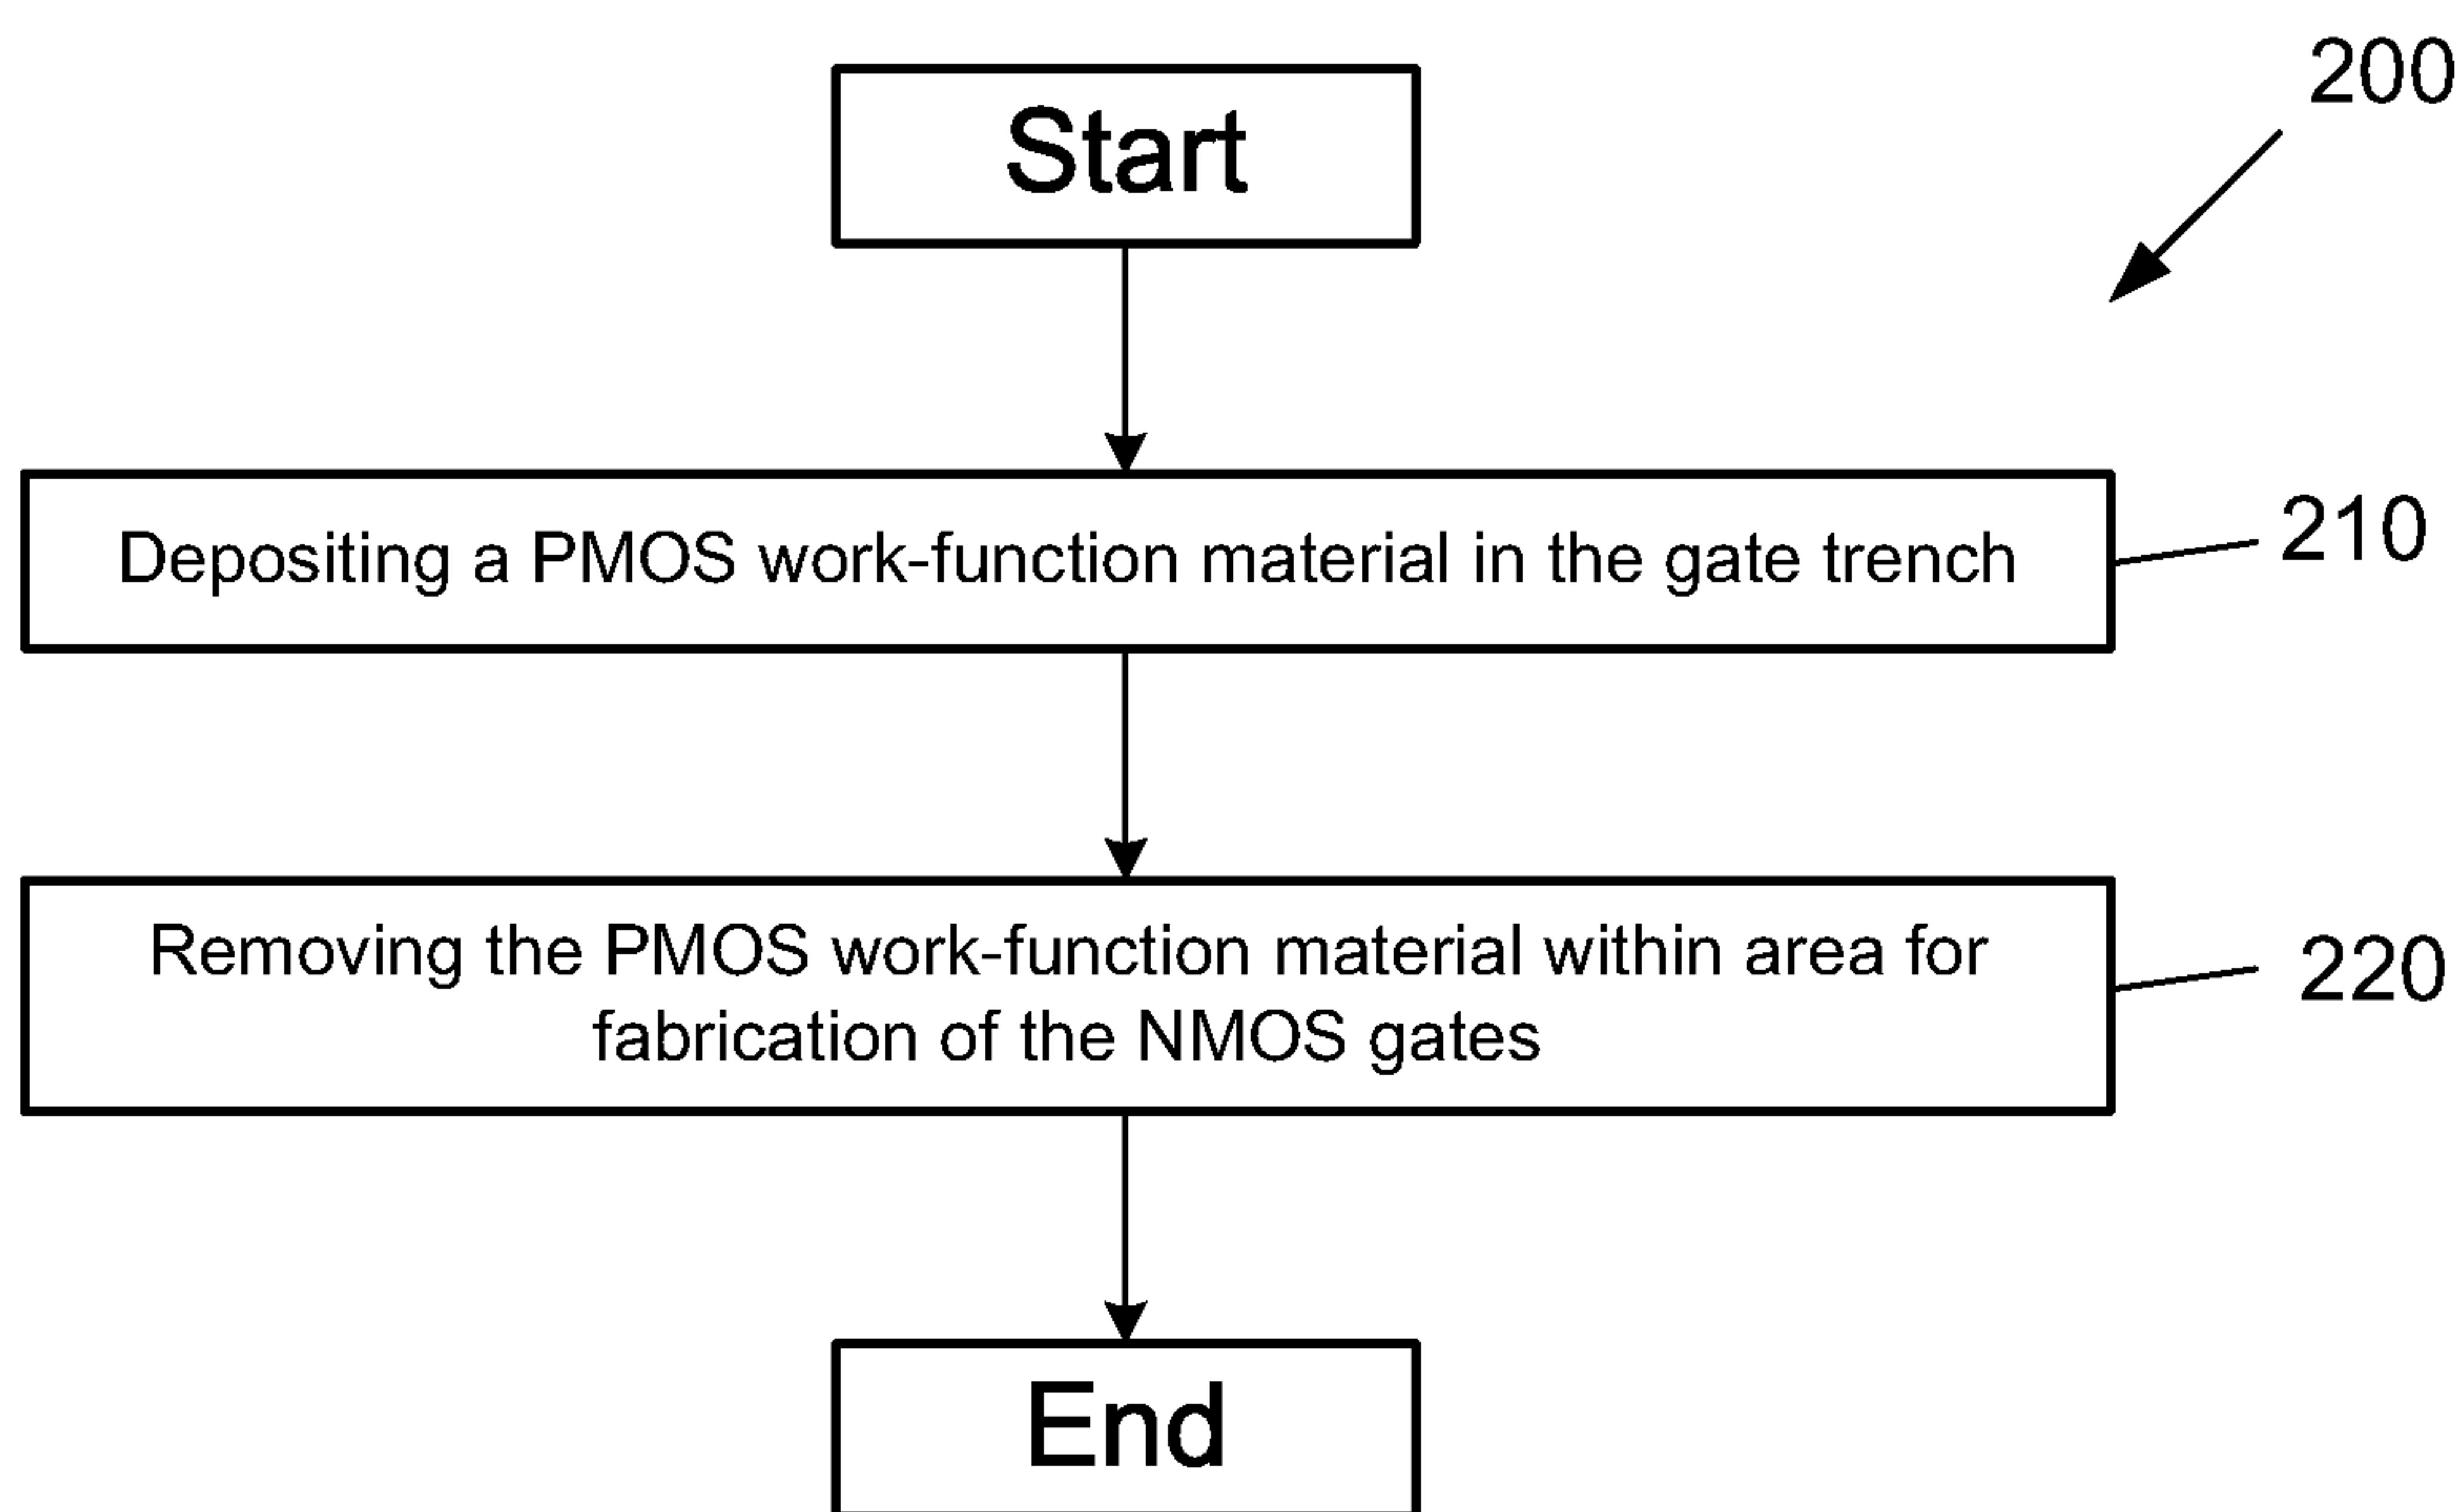 200
Start
Depositing a PMOS work-function material in the gate trench
210
Removing the PMOS work-function material within area for
fabrication of the NMOS gates
220
End